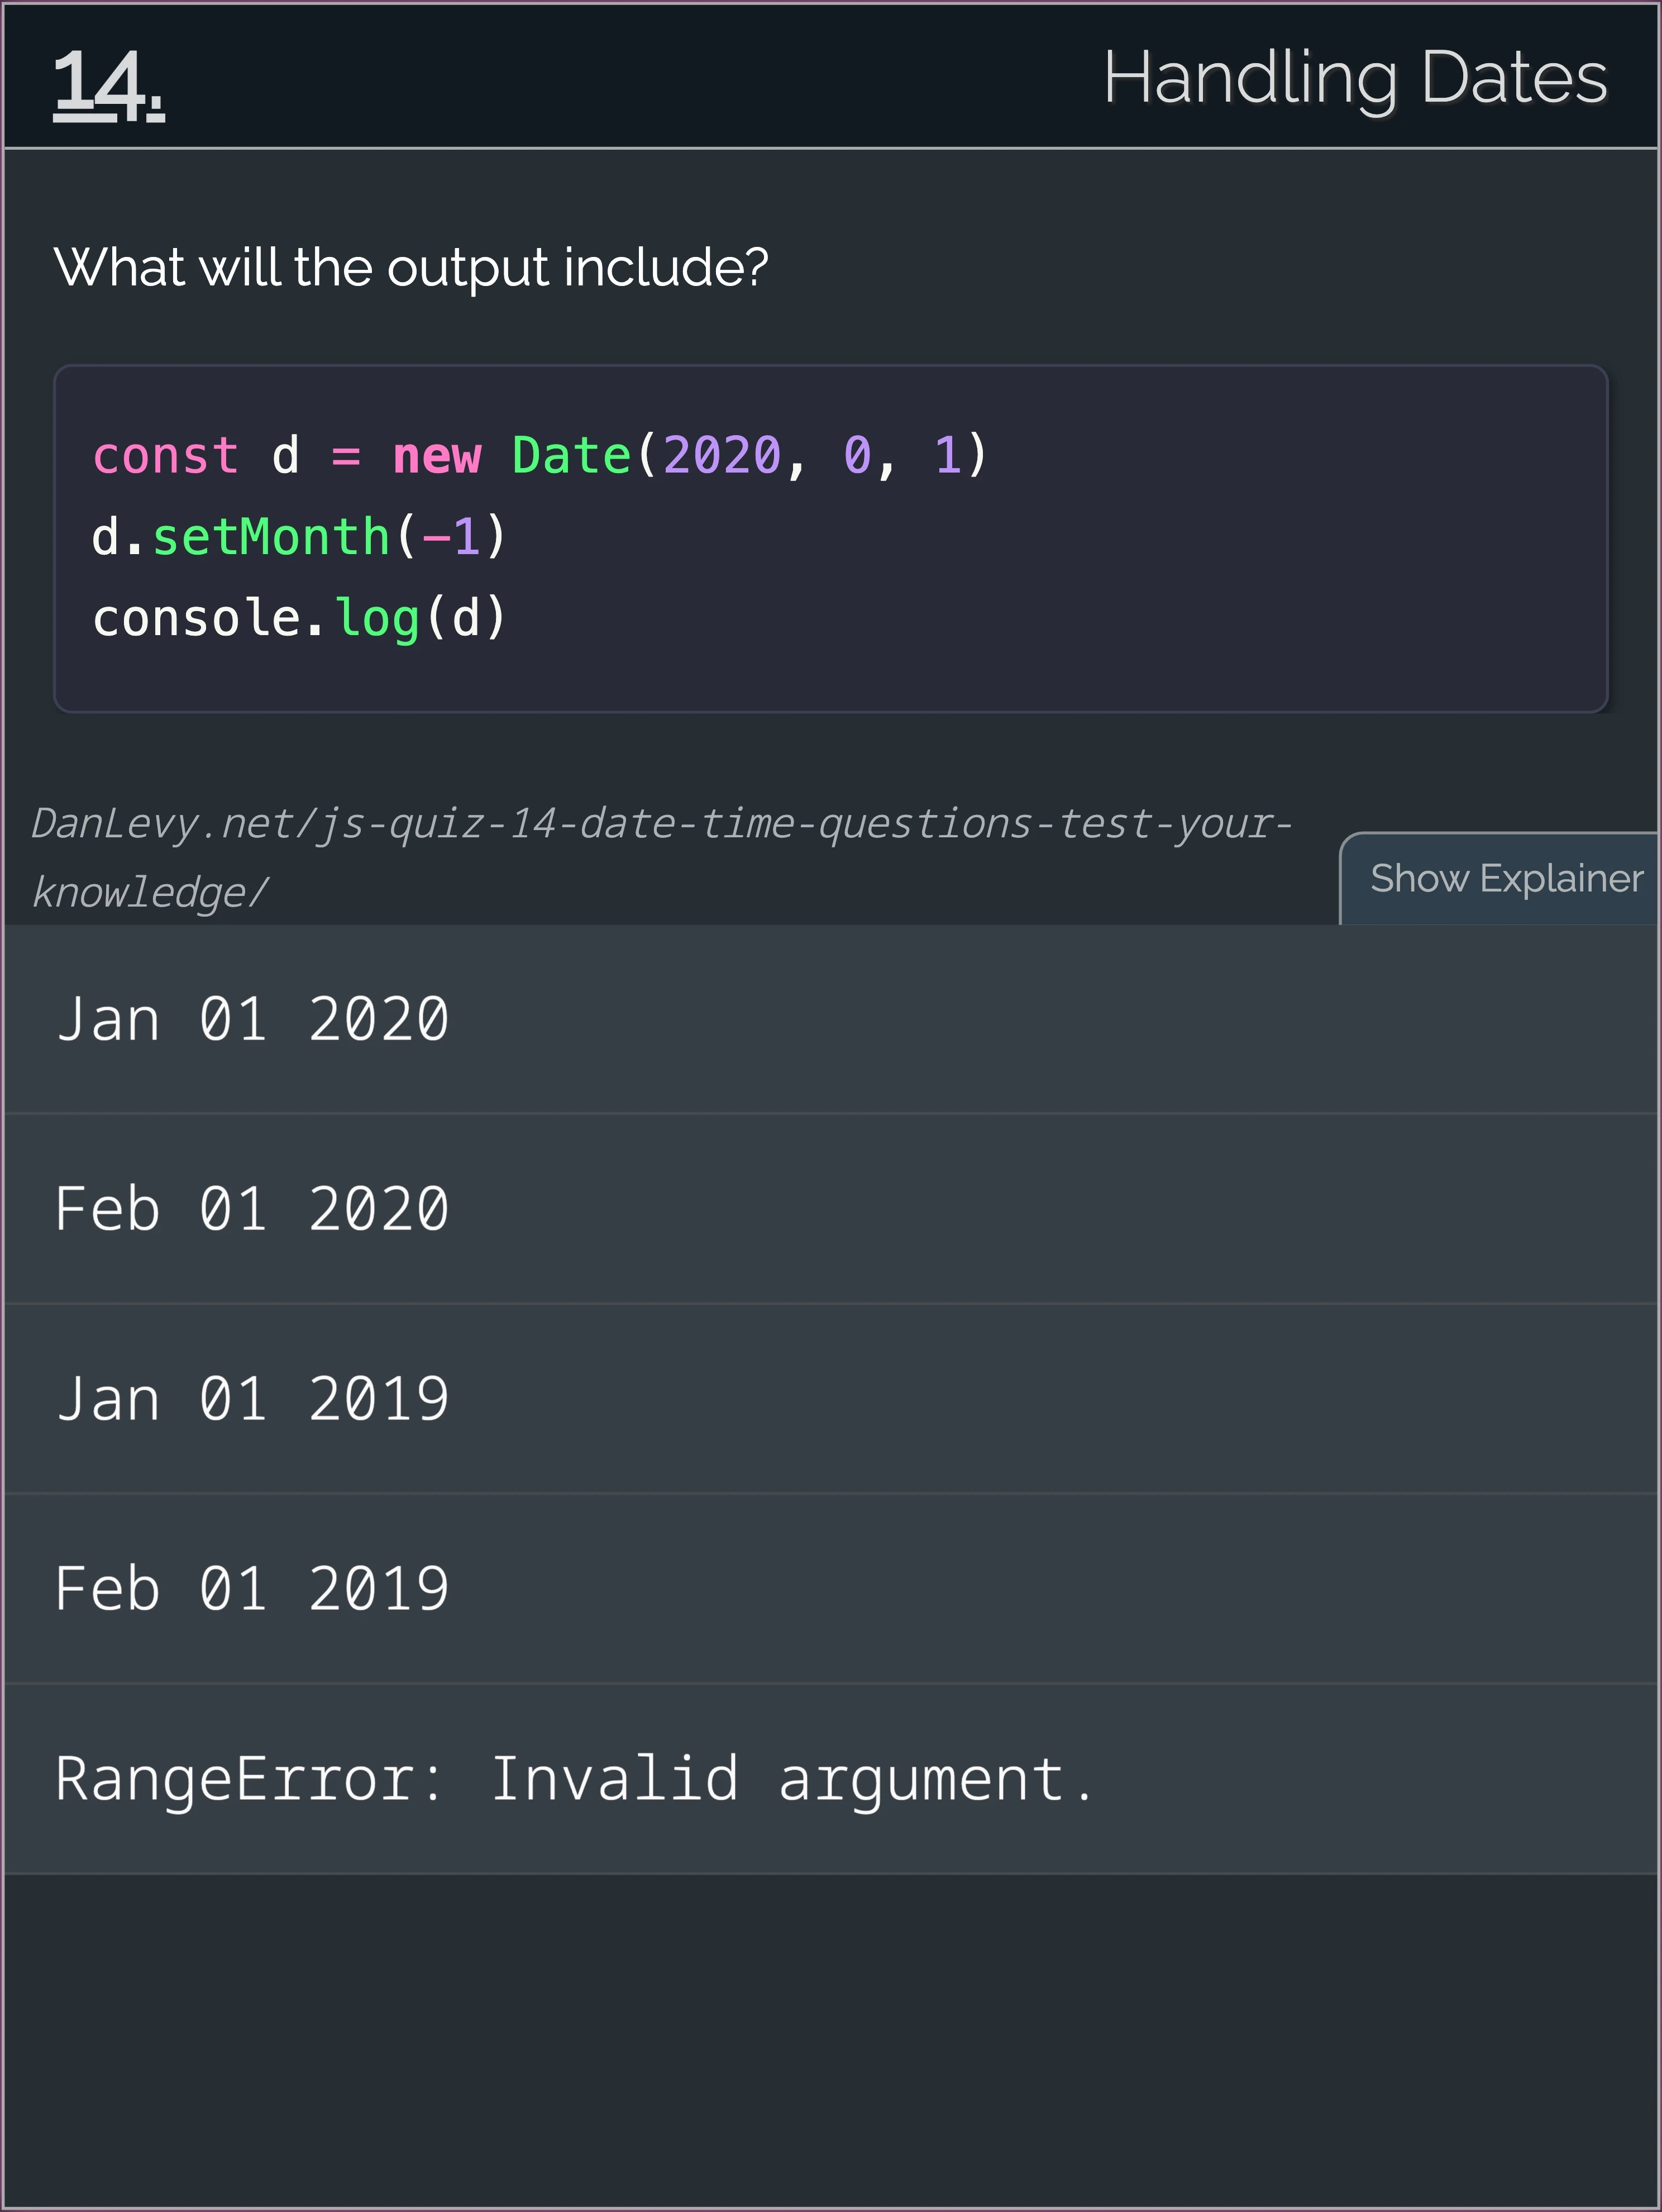 14.
Handling Dates
What will the output include?
const d = new Date(2020, 0, 1)
d.setMonth(-1)
console.log(d)
DanLevy.net/js-quiz-14-date-time-questions-test-your-
knowledge/
Show Explainer
Jan 01 2020
Feb 01 2020
Jan 01 2019
Feb 01 2019
RangeError: Invalid argument.